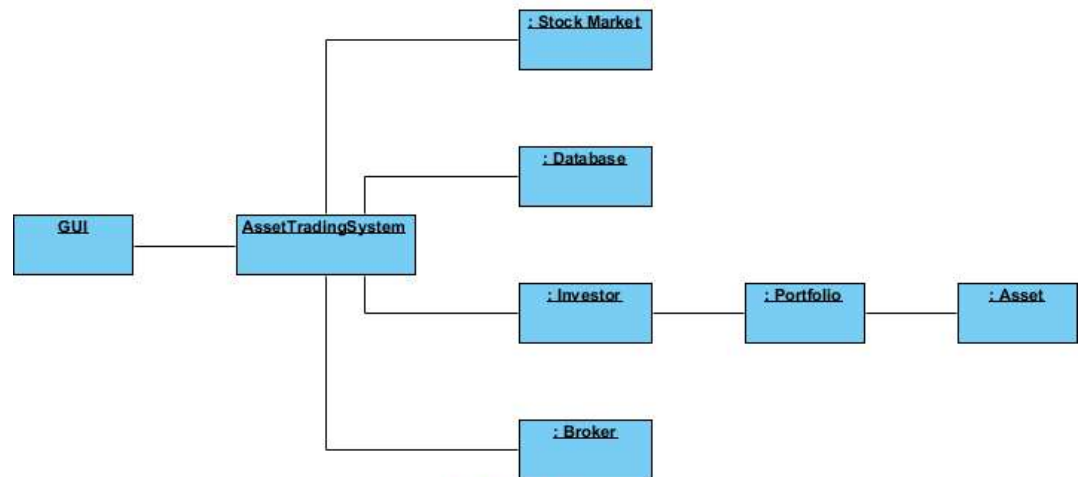 : Stock Market
: Database
GUI
AssetTradingSystem
: Investor
: Portfolio
: Asset
: Broker